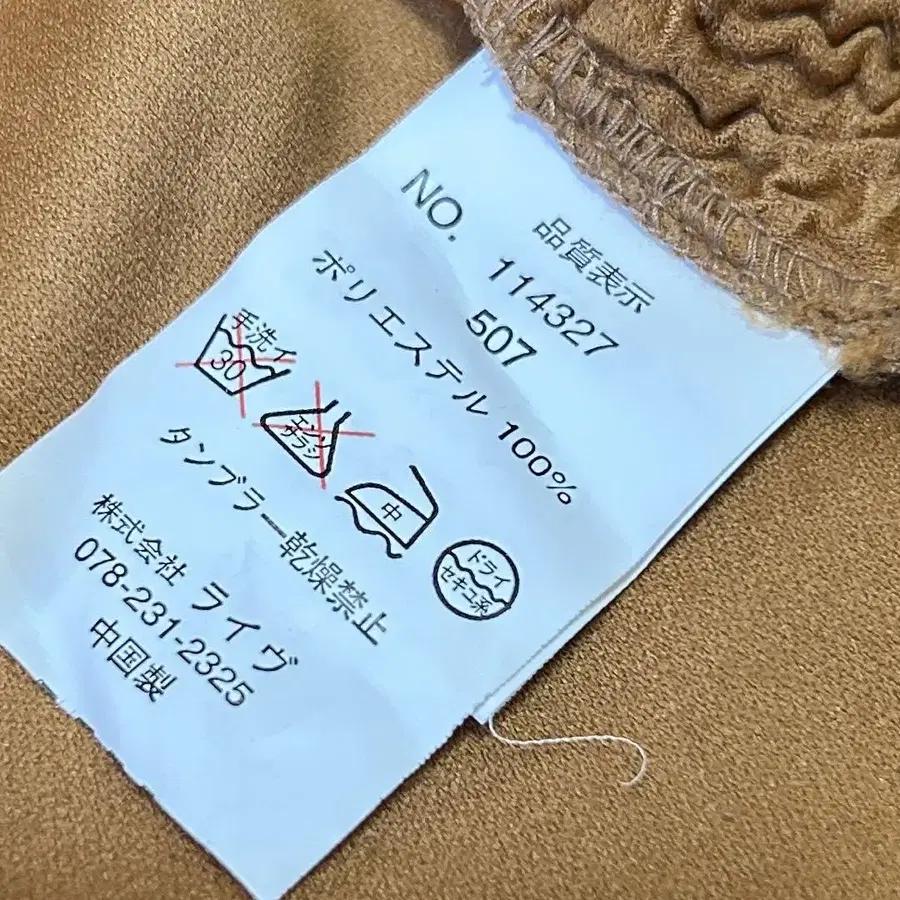 品質表示
NO. 114327
507
ポリエステル 100%
手洗イ
30
エンソ
サラシ
中
ドライ
セキユ系
タンブラー乾燥禁止
株式会社 ライヴ
078-231-2325
中国製